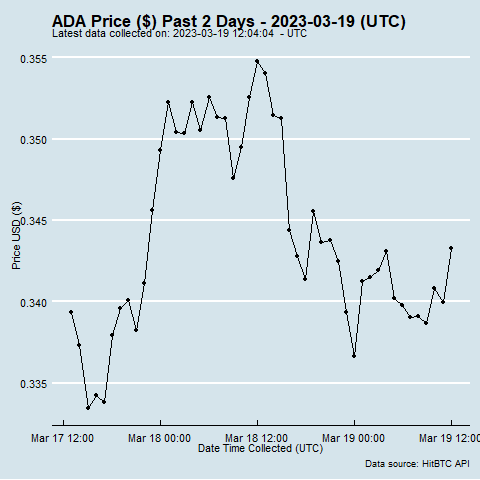 ADA Price ($) Past 2 Days - 2023-03-19 (UTC)
Latest data collected on: 2023-03-19 12:04:04 - UTC
0.355
0.350
0.345
0.340
0.335
Price USD ($)
Mar 17 12:00 Mar 18 00:00 Mar 18 12:00 Mar 19 00:00 Mar 19 12:00
Date Time Collected (UTC)
Data source: HitBTC API